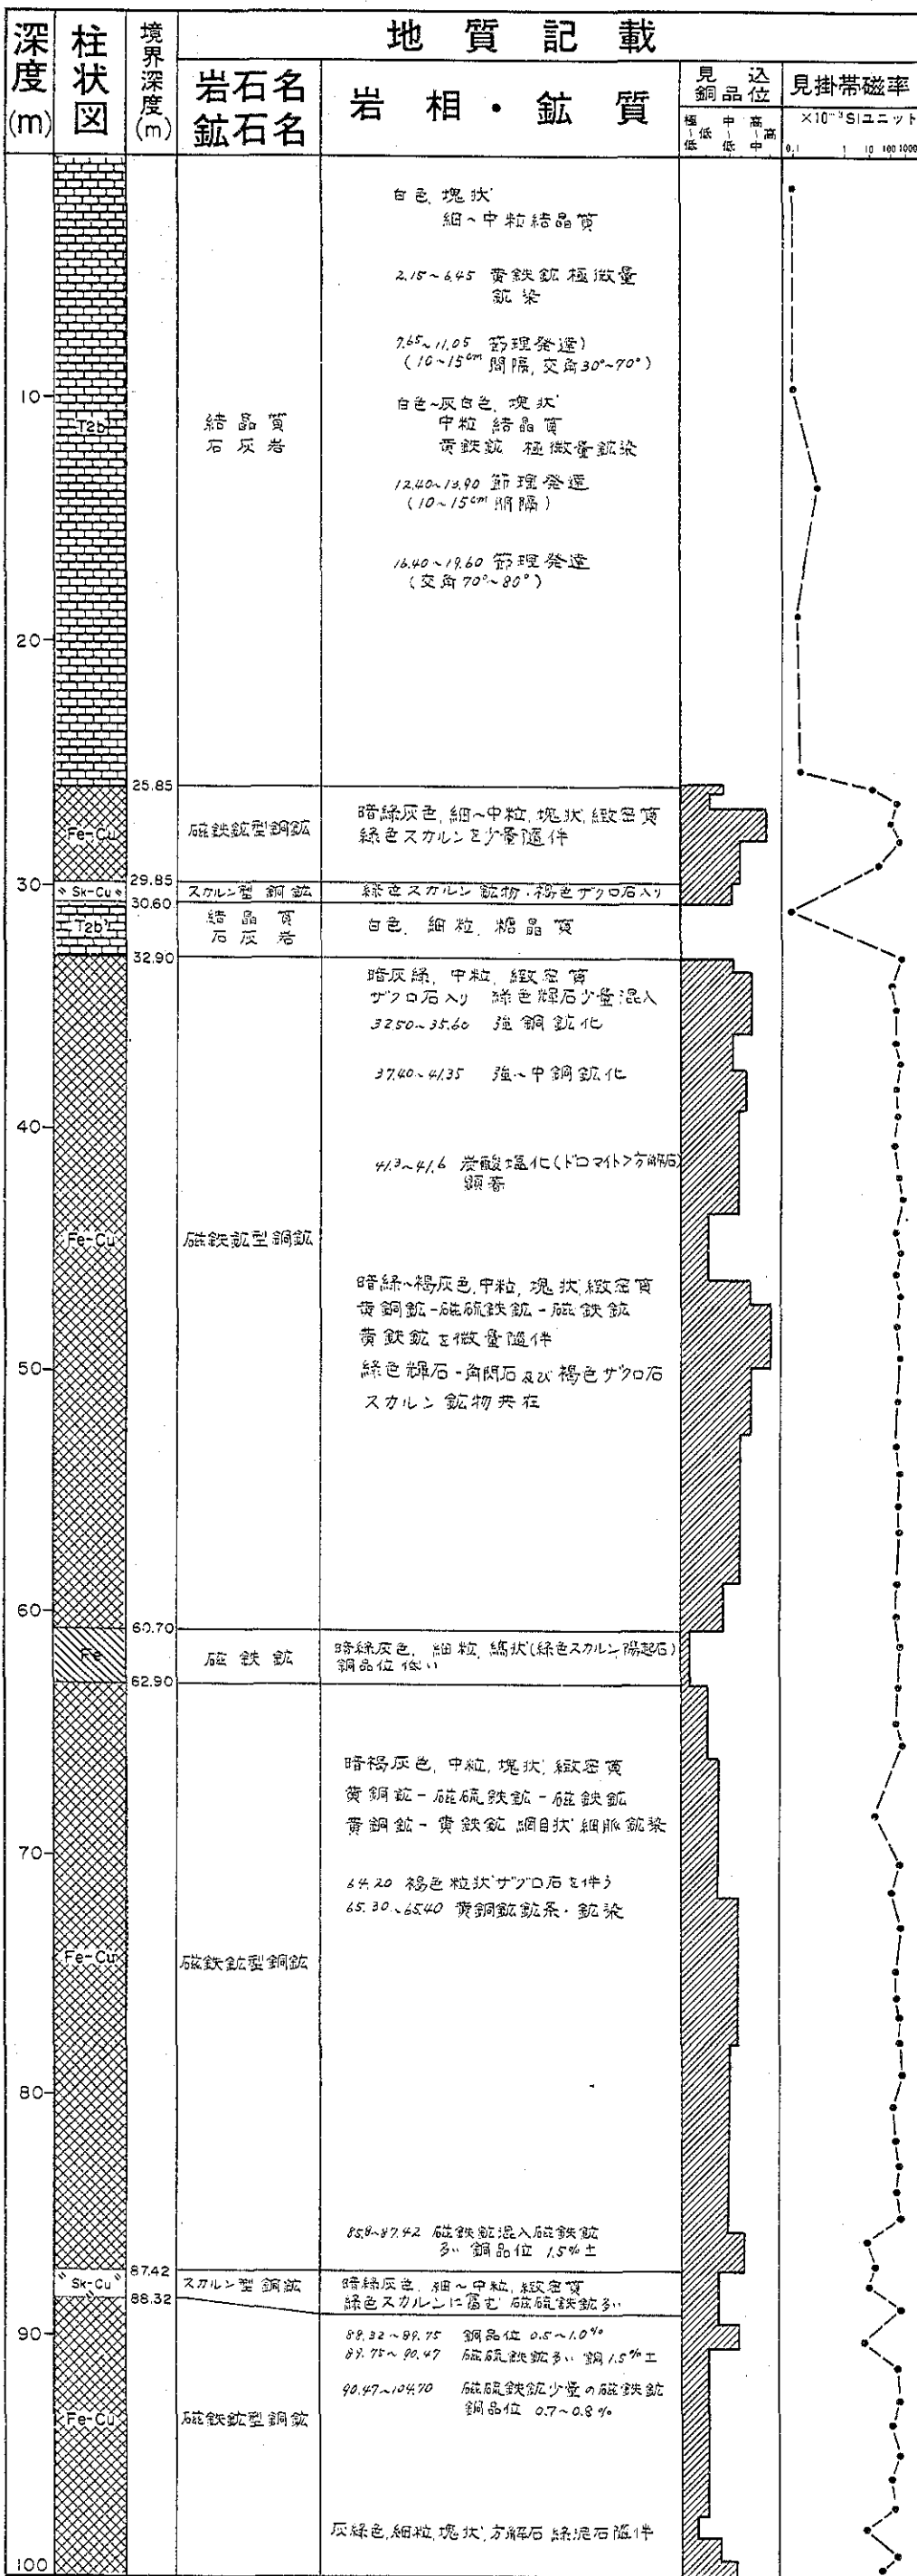 深度(m)
柱状図
境界深度(m)
地質記載
岩石名
鉱石名
岩相・鉱質
見込
銅品位
極低~低
中~低
高~中
高
見掛帯磁率
×10⁻³SIユニット
0.1 1 10 100 1000
白色, 塊状
細~中粒結晶質
2.15~6.45 黄鉄鉱極微量
鉱染
7.65~11.05 節理発達)
(10~15cm 間隔, 交角30°~70°)
10
T2b
結晶質
石灰岩
白色~灰白色, 塊状
中粒 結晶質
黄鉄鉱 極微量鉱染
12.40~13.90 節理発達
(10~15cm 間隔)
16.40~19.60 節理発達
(交角70°~80°)
20
25.85
Fe-Cu
磁鉄鉱型銅鉱
暗緑灰色, 細~中粒, 塊状, 緻密質
緑色スカルンを少量随伴
29.85
30
Sk-Cu
スカルン型 銅鉱
緑色スカルン鉱物・褐色ザクロ石入り
30.60
T2b
結晶質
石灰岩
白色, 細粒, 糖晶質
32.90
暗灰緑, 中粒, 緻密質
ザクロ石入り 緑色輝石少量混入
32.50~35.60 強銅鉱化
37.40~41.35 強~中銅鉱化
40
41.3~41.6 炭酸塩化(ドロマイト>方解石)
顕著
Fe-Cu
磁鉄鉱型銅鉱
暗緑~褐灰色, 中粒, 塊状, 緻密質
黄銅鉱-磁硫鉄鉱-磁鉄鉱
黄鉄鉱を微量随伴
50
緑色輝石-角閃石及び褐色ザクロ石
スカルン鉱物共在
60
60.70
Fe
磁鉄鉱
暗緑灰色, 細粒, 縞状(緑色スカルン, 陽起石)
銅品位低い
62.90
暗褐灰色, 中粒, 塊状, 緻密質
黄銅鉱-磁硫鉄鉱-磁鉄鉱
黄銅鉱-黄鉄鉱 網目状細脈鉱染
70
64.20 褐色粒状ザクロ石を伴う
65.30~65.40 黄銅鉱鉱条・鉱染
Fe-Cu
磁鉄鉱型銅鉱
80
85.8~87.42 磁鉄鉱混入磁鉄鉱
多い 銅品位 1.5%±
87.42
Sk-Cu
スカルン型 銅鉱
暗緑灰色, 細~中粒, 緻密質
緑色スカルンに富む 磁硫鉄鉱多い
88.32
90
88.32~89.75 銅品位 0.5~1.0%
89.75~90.47 磁硫鉄鉱多い 銅1.5%±
90.47~104.70 磁硫鉄鉱少量の磁鉄鉱
銅品位 0.7~0.8%
Fe-Cu
磁鉄鉱型銅鉱
灰緑色, 細粒, 塊状, 方解石 緑泥石随伴
100